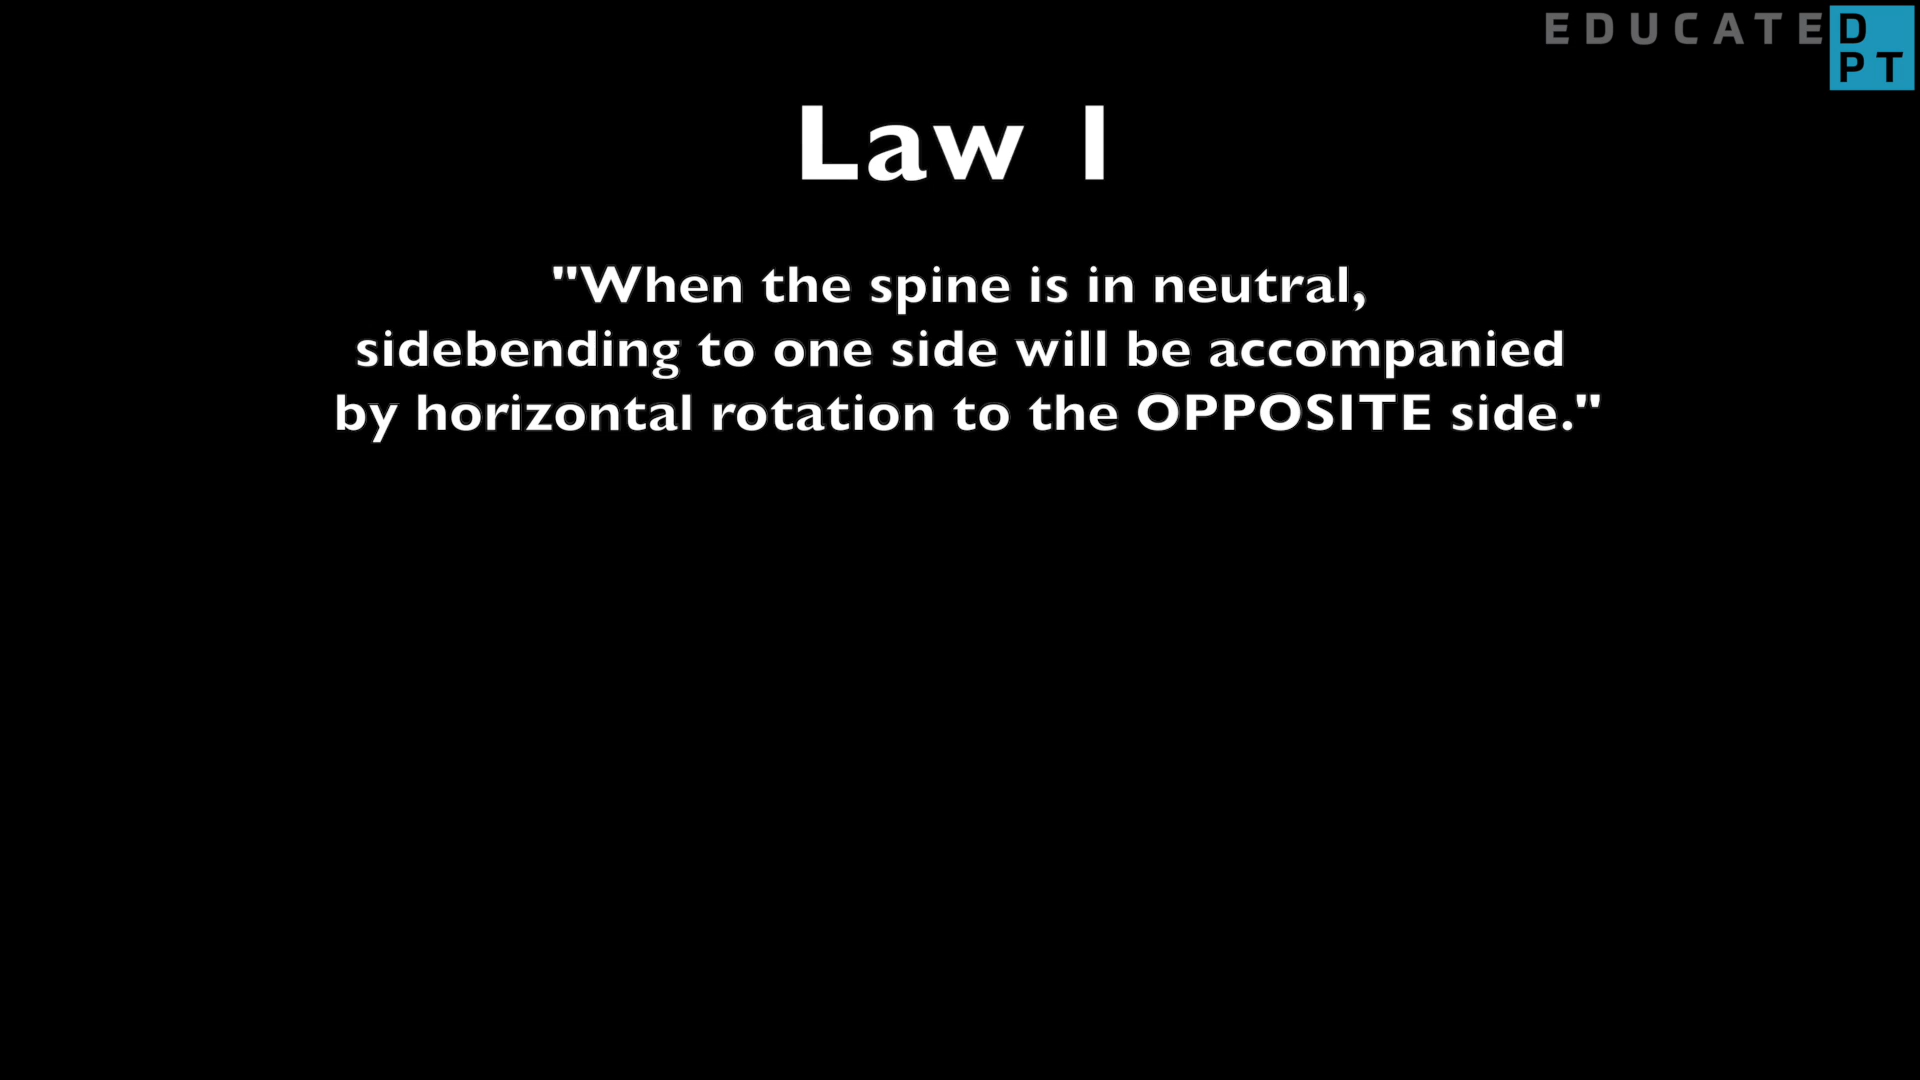 EDUCATED
PT
Law 1
"When the spine is in neutral,
sidebending to one side will be accompanied
by horizontal rotation to the OPPOSITE side."